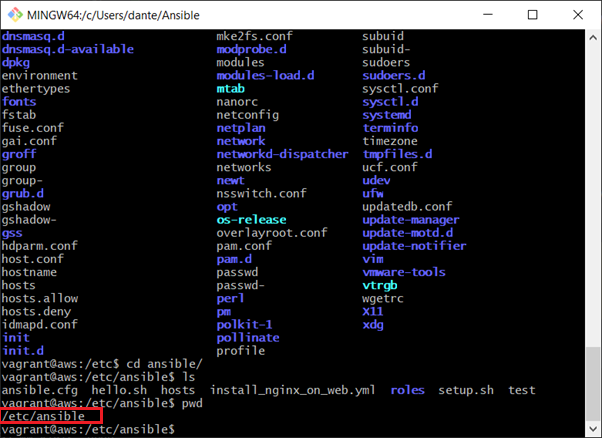 MINGW64:/c/Users/dante/Ansible
dnsmasq.d mke2fs.conf subuid
dnsmasq.d-available modprobe.d subuid-
dpkg modules sudoers
environment modules-load.d sudoers.d
ethertypes mtab sysctl.conf
fonts nanorc sysctl.d
fstab netconfig systemd
fuse.conf netplan terminfo
gai.conf network timezone
groff networkd-dispatcher tmpfiles.d
group networks ucf.conf
group- newt udev
grub.d nsswitch.conf ufw
gshadow opt updatedb.conf
gshadow- os-release update-manager
gss overlayroot.conf update-motd.d
hdparm.conf pam.conf update-notifier
host.conf pam.d vim
hostname passwd vmware-tools
hosts passwd- vtrgb
hosts.allow perl wgetrc
hosts.deny pm X11
idmapd.conf polkit-1 xdg
init pollinate
init.d profile
vagrant@aws:/etc$ cd ansible/
vagrant@aws:/etc/ansible$ ls
ansible.cfg hello.sh hosts install_nginx_on_web.yml roles setup.sh test
vagrant@aws:/etc/ansible$ pwd
/etc/ansible
vagrant@aws:/etc/ansible$